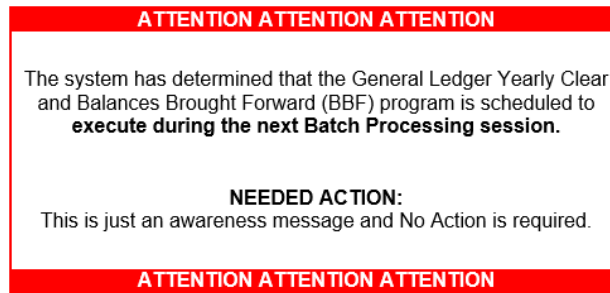 ATTENTION ATTENTION ATTENTION
The system has determined that the General Ledger Yearly Clear
and Balances Brought Forward (BBF) program is scheduled to
execute during the next Batch Processing session.
NEEDED ACTION:
This is just an awareness message and No Action is required.
ATTENTION ATTENTION ATTENTION